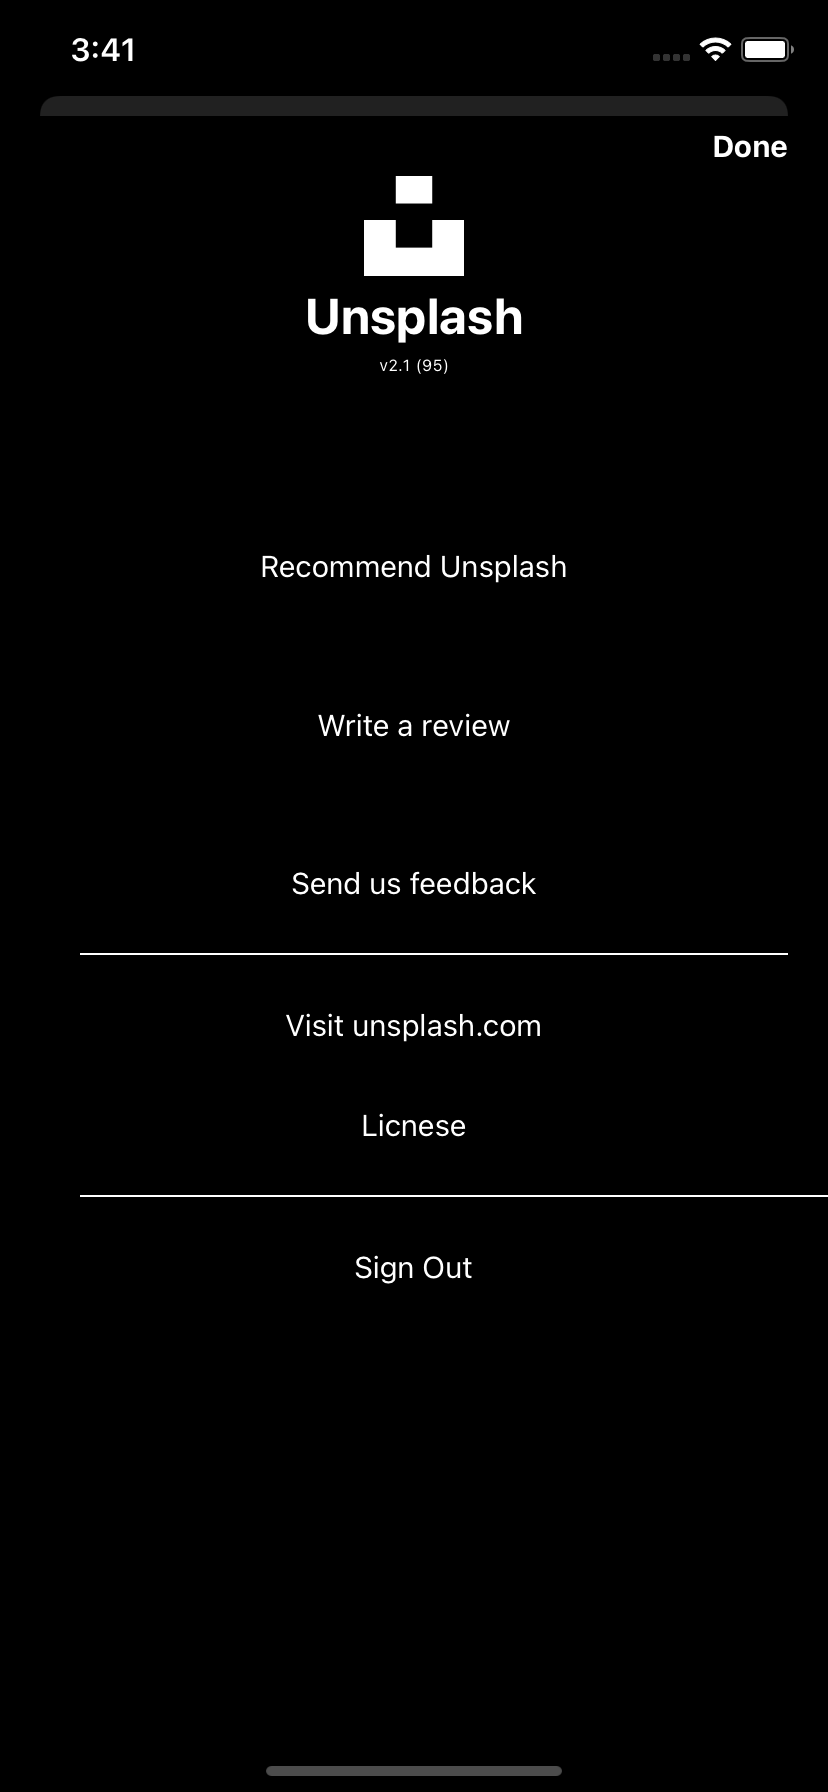 3:41
Done
Unsplash
v2.1 (95)
Recommend Unsplash
Write a review
Send us feedback
Visit unsplash.com
Licnese
Sign Out